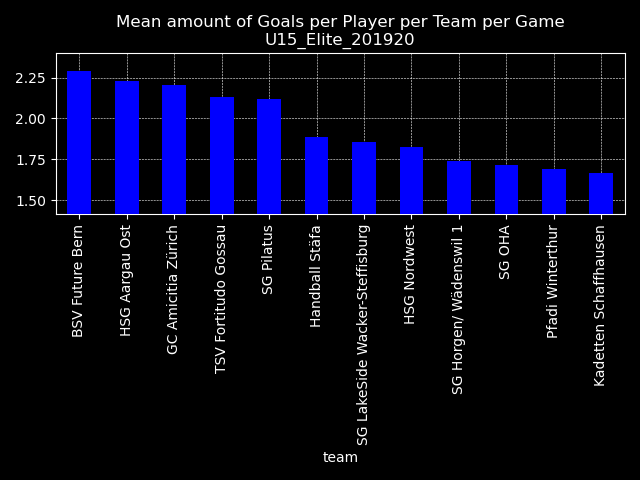 Mean amount of Goals per Player per Team per Game
U15_Elite_201920
2.25
2.00
1.75
1.50
BSV Future Bern
HSG Aargau Ost
GC Amicitia Zürich
TSV Fortitudo Gossau
SG Pilatus
Handball Stäfa
SG LakeSide Wacker-Steffisburg
HSG Nordwest
SG Horgen/ Wädenswil 1
SG OHA
Pfadi Winterthur
Kadetten Schaffhausen
team